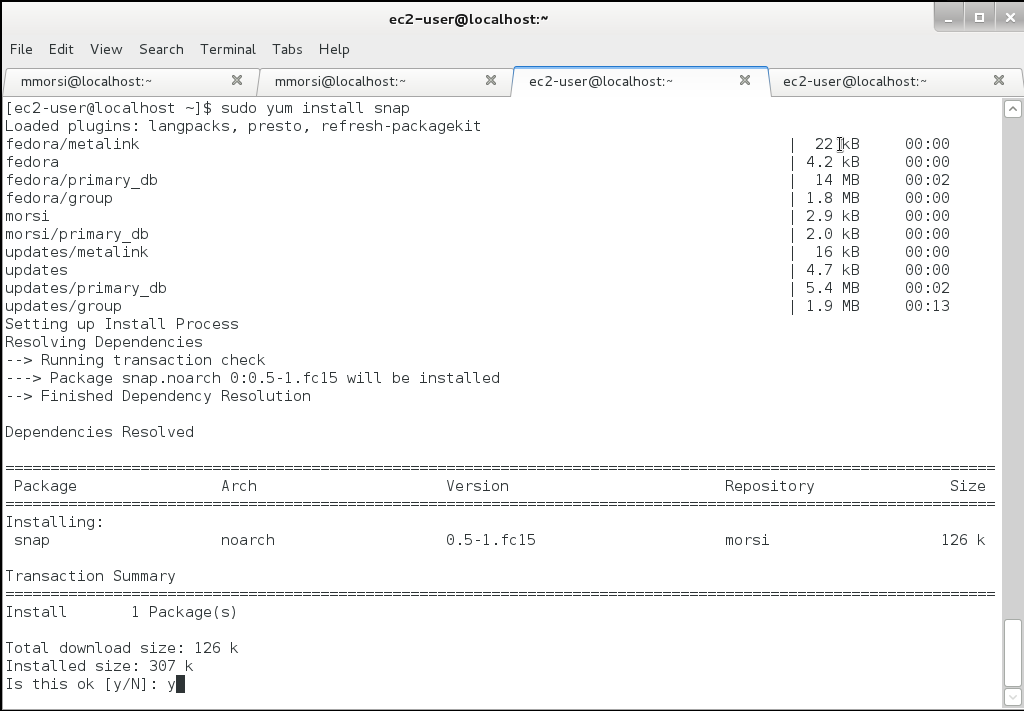 ec2-user@localhost:~
File Edit View Search Terminal Tabs Help
mmorsi@localhost:~ mmorsi@localhost:~ ec2-user@localhost:~ ec2-user@localhost:~
[ec2-user@localhost ~]$ sudo yum install snap
Loaded plugins: langpacks, presto, refresh-packagekit
fedora/metalink | 22 kB 00:00
fedora | 4.2 kB 00:00
fedora/primary_db | 14 MB 00:02
fedora/group | 1.8 MB 00:00
morsi | 2.9 kB 00:00
morsi/primary_db | 2.0 kB 00:00
updates/metalink | 16 kB 00:00
updates | 4.7 kB 00:00
updates/primary_db | 5.4 MB 00:02
updates/group | 1.9 MB 00:13
Setting up Install Process
Resolving Dependencies
--> Running transaction check
---> Package snap.noarch 0:0.5-1.fc15 will be installed
--> Finished Dependency Resolution
Dependencies Resolved
================================================================================
Package Arch Version Repository Size
================================================================================
Installing:
snap noarch 0.5-1.fc15 morsi 126 k
Transaction Summary
================================================================================
Install 1 Package(s)
Total download size: 126 k
Installed size: 307 k
Is this ok [y/N]: y